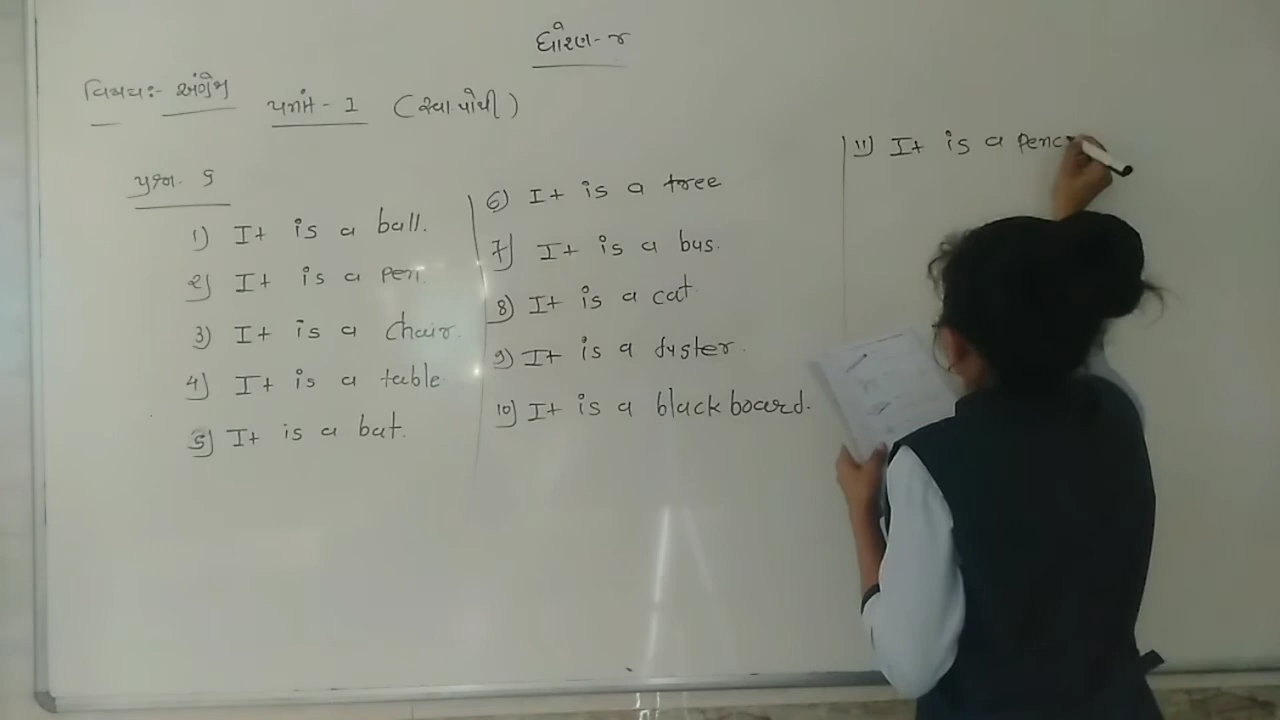 ધોરણ-૪
વિષય:- અંગ્રેજી
પલાંશ - I (સ્વાપોથી)
પ્રશ્ન. ૬
1) It is a ball.
૨) It is a pen.
3) It is a chair.
4) It is a table
5) It is a bat.
6) It is a tree
7) It is a bus.
8) It is a cat.
9) It is a duster.
10) It is a blackboard.
11) It is a penc